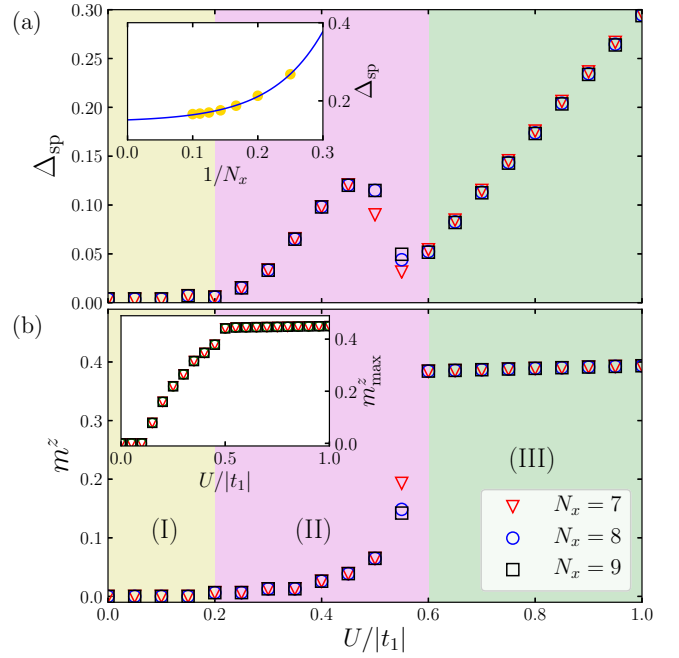 (a)
0.30
0.25
0.20
0.15
0.10
0.05
0.00
Δsp
0.4
0.2
Δsp
0.0 0.1 0.2 0.3
1/Nx
(b)
0.4
0.3
0.2
0.1
0.0
m^z
0.4
0.2
0.0
m^z_max
0.0 0.5 1.0
U/|t1|
(I)
(II)
(III)
Nx = 7
Nx = 8
Nx = 9
0.0 0.2 0.4 0.6 0.8 1.0
U/|t1|